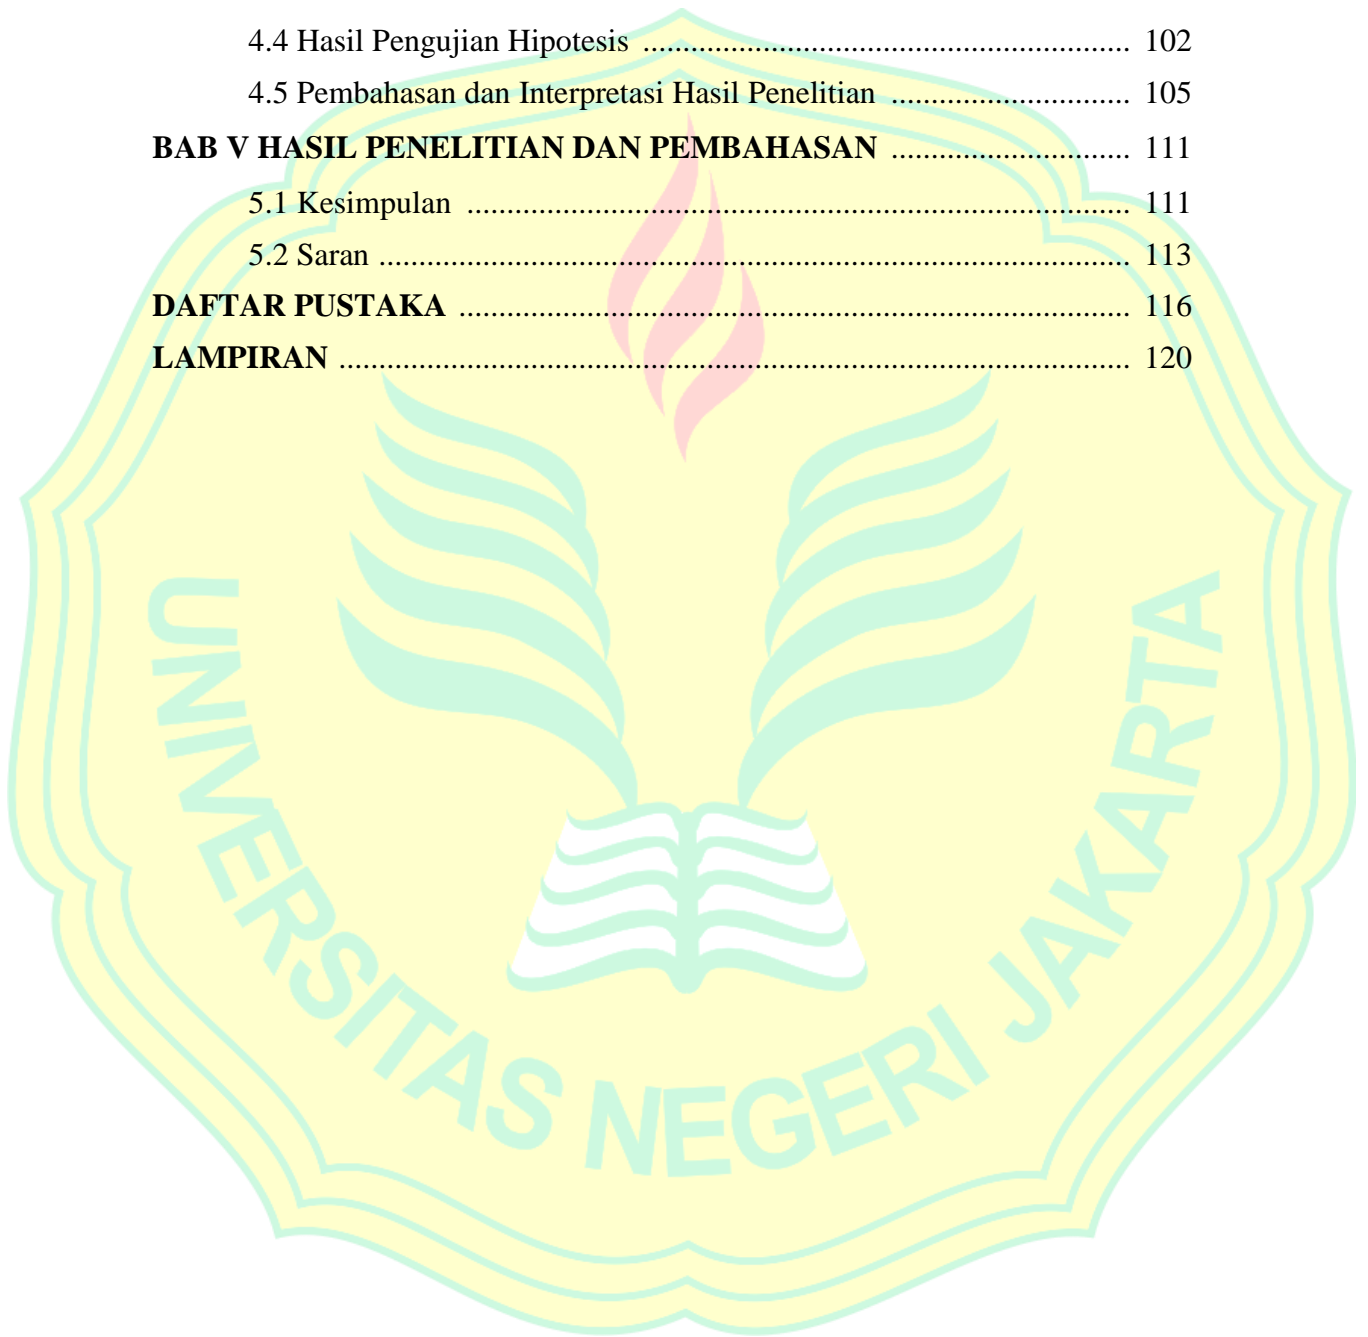 4.4 Hasil Pengujian Hipotesis ............................................................. 102
4.5 Pembahasan dan Interpretasi Hasil Penelitian .............................. 105
BAB V HASIL PENELITIAN DAN PEMBAHASAN .............................. 111
5.1 Kesimpulan ................................................................................... 111
5.2 Saran .............................................................................................. 113
DAFTAR PUSTAKA .................................................................................... 116
LAMPIRAN ................................................................................................... 120
UNIVERSITAS NEGERI JAKARTA